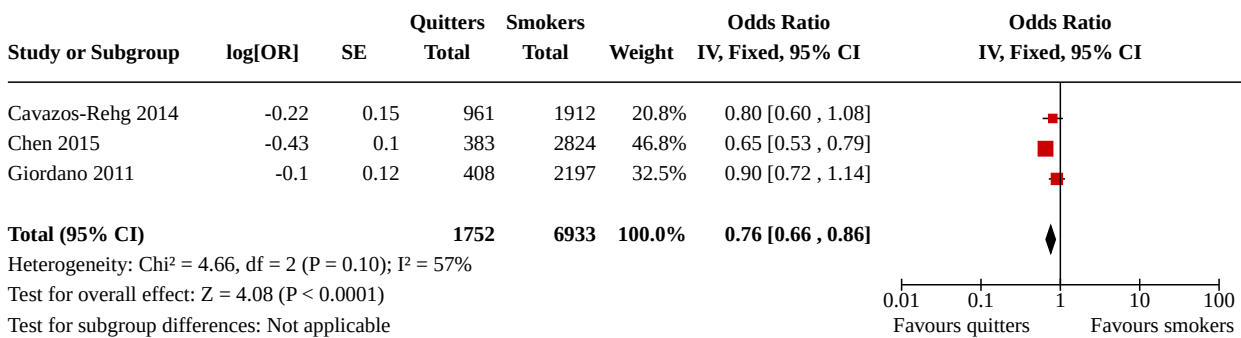 Quitters Smokers Odds Ratio Odds Ratio
Study or Subgroup log[OR] SE Total Total Weight IV, Fixed, 95% CI IV, Fixed, 95% CI
Cavazos-Rehg 2014 -0.22 0.15 961 1912 20.8% 0.80 [0.60 , 1.08]
Chen 2015 -0.43 0.1 383 2824 46.8% 0.65 [0.53 , 0.79]
Giordano 2011 -0.1 0.12 408 2197 32.5% 0.90 [0.72 , 1.14]
Total (95% CI) 1752 6933 100.0% 0.76 [0.66 , 0.86]
Heterogeneity: Chi² = 4.66, df = 2 (P = 0.10); I² = 57%
Test for overall effect: Z = 4.08 (P < 0.0001)
Test for subgroup differences: Not applicable
0.01 0.1 1 10 100
Favours quitters Favours smokers